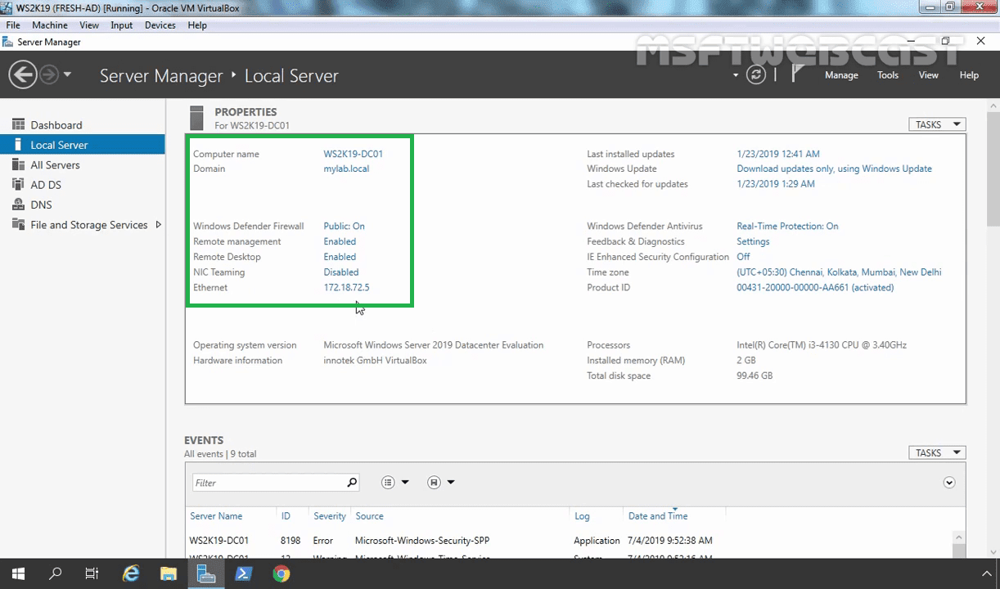 WS2K19 (FRESH-AD) [Running] - Oracle VM VirtualBox
File Machine View Input Devices Help
Server Manager
MSFTWEBCAST
Server Manager ‣ Local Server
Manage Tools View Help
Dashboard
Local Server
All Servers
AD DS
DNS
File and Storage Services
PROPERTIES
For WS2K19-DC01
TASKS
Computer name WS2K19-DC01
Domain mylab.local
Last installed updates 1/23/2019 12:41 AM
Windows Update Download updates only, using Windows Update
Last checked for updates 1/23/2019 1:29 AM
Windows Defender Firewall Public: On
Remote management Enabled
Remote Desktop Enabled
NIC Teaming Disabled
Ethernet 172.18.72.5
Windows Defender Antivirus Real-Time Protection: On
Feedback & Diagnostics Settings
IE Enhanced Security Configuration Off
Time zone (UTC+05:30) Chennai, Kolkata, Mumbai, New Delhi
Product ID 00431-20000-00000-AA661 (activated)
Operating system version Microsoft Windows Server 2019 Datacenter Evaluation
Hardware information innotek GmbH VirtualBox
Processors Intel(R) Core(TM) i3-4130 CPU @ 3.40GHz
Installed memory (RAM) 2 GB
Total disk space 99.46 GB
EVENTS
All events | 9 total
TASKS
Filter
Server Name ID Severity Source Log Date and Time
WS2K19-DC01 8198 Error Microsoft-Windows-Security-SPP Application 7/4/2019 9:52:38 AM
WS2K19-DC01 12 Warning Microsoft-Windows-Time-Service System 7/4/2019 9:52:16 AM